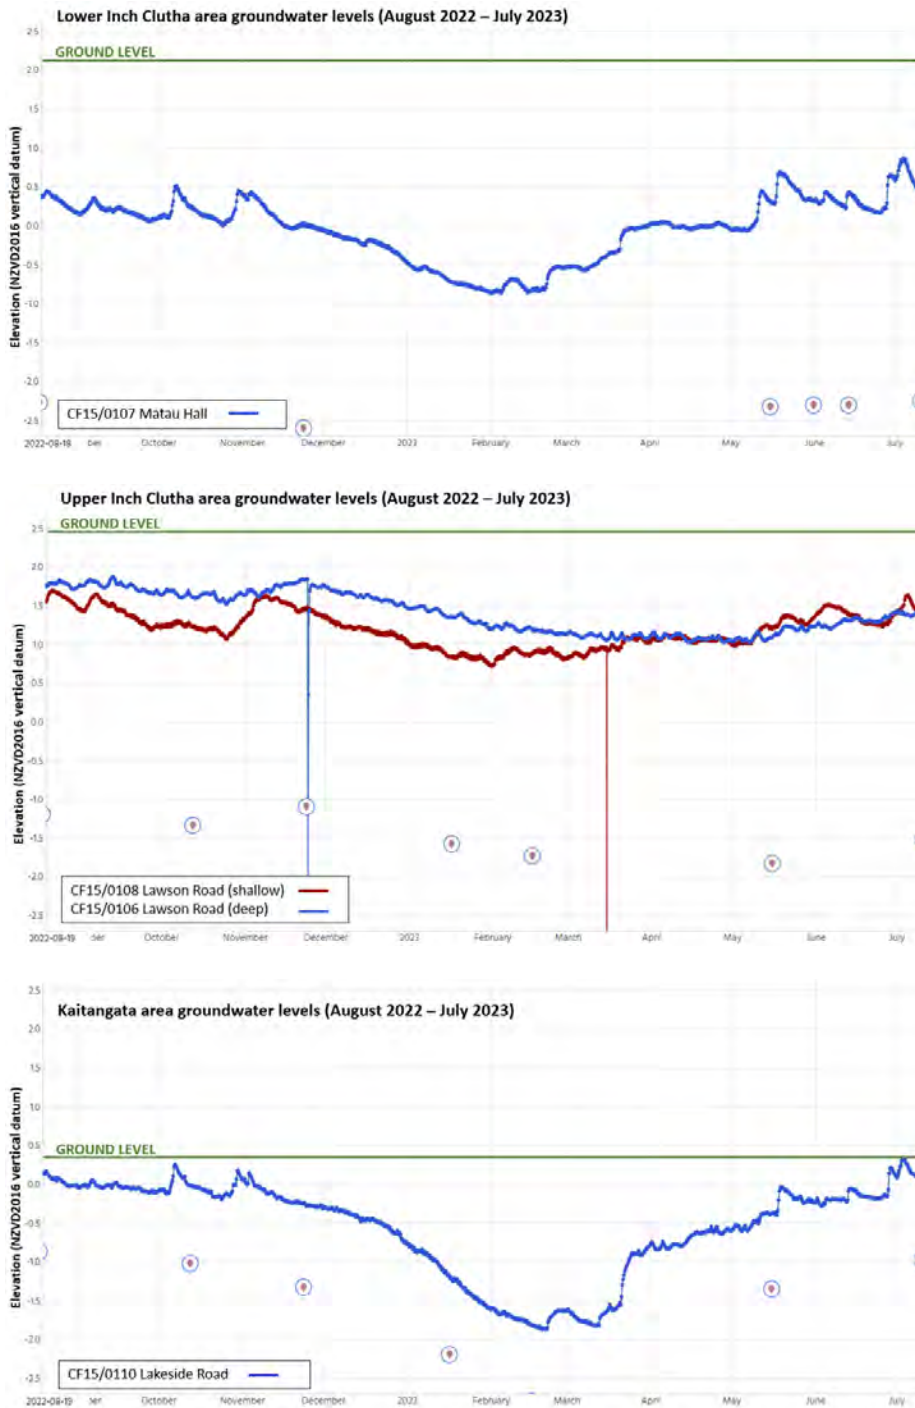 Lower Inch Clutha area groundwater levels (August 2022 – July 2023)
2.5
GROUND LEVEL
2.0
1.5
1.0
0.5
0.0
-0.5
-1.0
-1.5
-2.0
-2.5
Elevation (NZVD2016 vertical datum)
CF15/0107 Matau Hall
2022-08-18 ber October November December 2023 February March April May June July
Upper Inch Clutha area groundwater levels (August 2022 – July 2023)
GROUND LEVEL
2.5
2.0
1.5
1.0
0.5
0.0
-0.5
-1.0
-1.5
-2.0
-2.5
Elevation (NZVD2016 vertical datum)
CF15/0108 Lawson Road (shallow)
CF15/0106 Lawson Road (deep)
2022-08-19 October November December 2023 February March April May June July
2.5
Kaitangata area groundwater levels (August 2022 – July 2023)
2.0
1.5
1.0
0.5
GROUND LEVEL
0.0
-0.5
-1.0
-1.5
-2.0
-2.5
Elevation (NZVD2016 vertical datum)
CF15/0110 Lakeside Road
2022-08-19 October November December 2023 February March April May June July